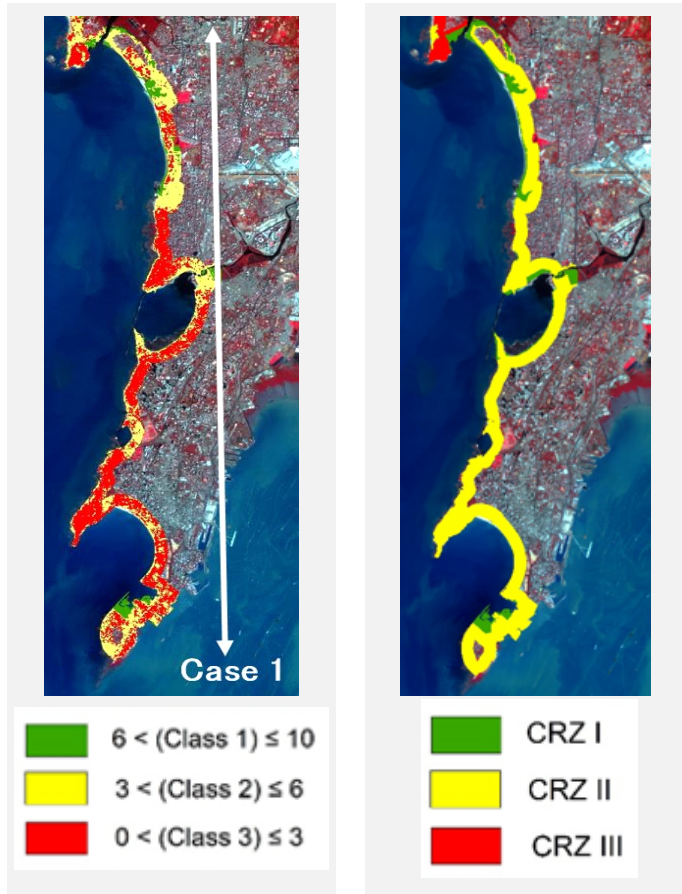 Case 1
6 < (Class 1) ≤ 10
3 < (Class 2) ≤ 6
0 < (Class 3) ≤ 3
CRZ I
CRZ II
CRZ III